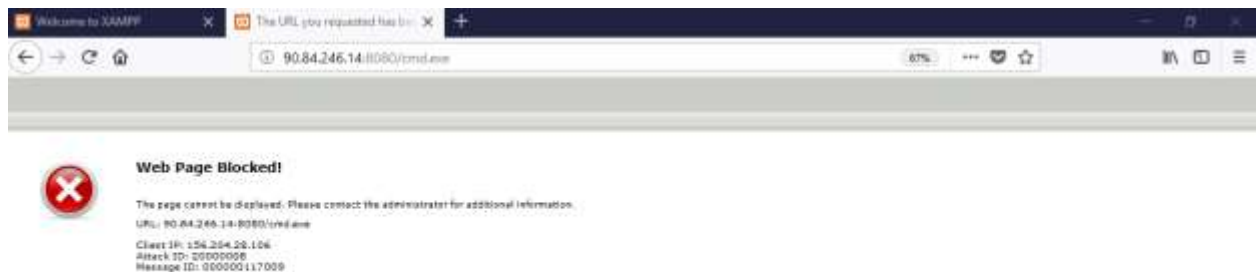 Welcome to XAMPP
The URL you requested has be
90.84.246.14:8080/cmd.exe
67%
Web Page Blocked!
The page cannot be displayed. Please contact the administrator for additional information.
URL: 90.84.246.14:8080/cmd.exe
Client IP: 156.204.28.106
Attack ID: 20000008
Message ID: 000000117009